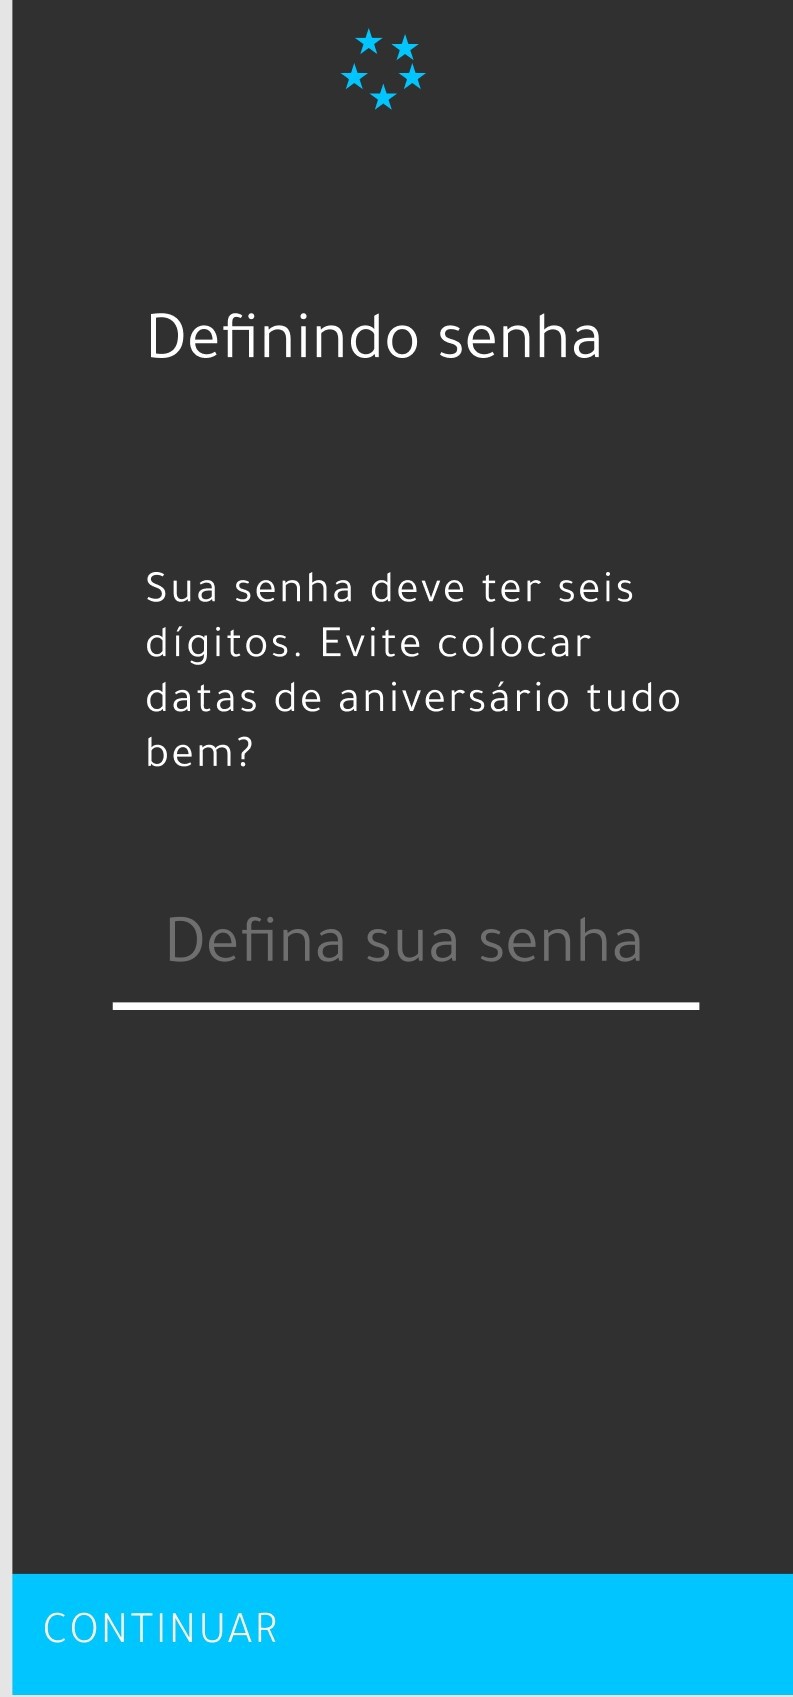 Definindo senha
Sua senha deve ter seis
dígitos. Evite colocar
datas de aniversário tudo
bem?
Defina sua senha
CONTINUAR